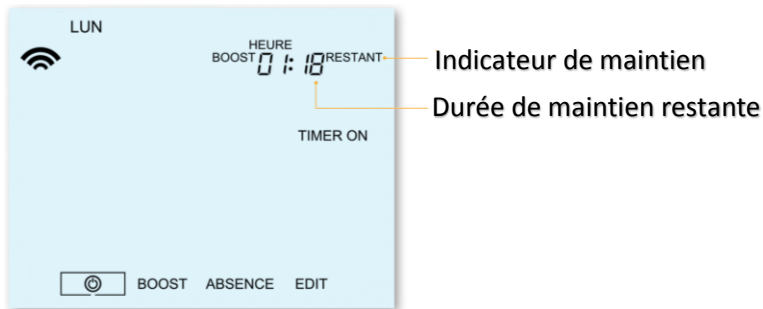 LUN
HEURE
BOOST 01:18 RESTANT
Indicateur de maintien
Durée de maintien restante
TIMER ON
BOOST ABSENCE EDIT